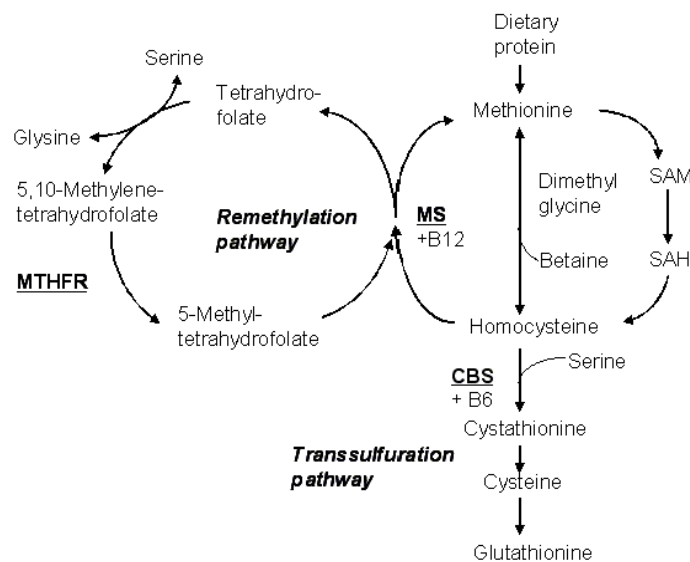 Dietary
protein
Serine
Tetrahydro-
folate
Methionine
Glysine
5,10-Methylene-
tetrahydrofolate
Remethylation
pathway
MS
+B12
Dimethyl
glycine
SAM
MTHFR
Betaine
SAH
5-Methyl-
tetrahydrofolate
Homocysteine
CBS
+ B6
Serine
Cystathionine
Transsulfuration
pathway
Cysteine
Glutathionine